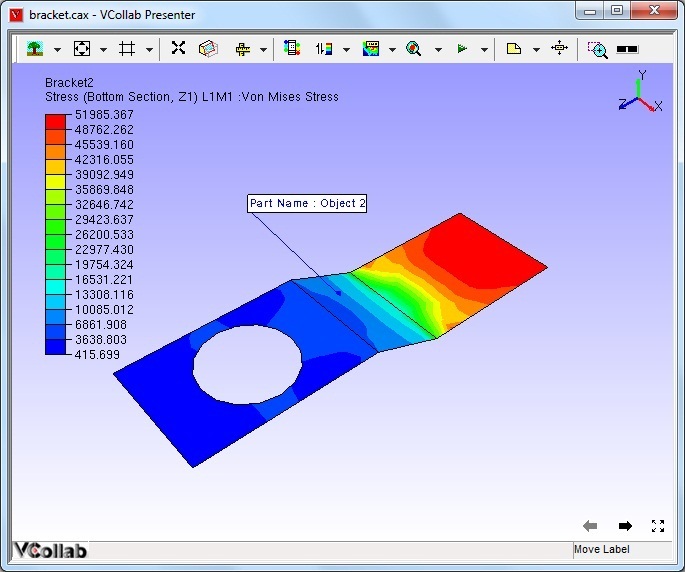 bracket.cax - VCollab Presenter
Bracket2
Stress (Bottom Section, Z1) L1M1 :Von Mises Stress
51985.367
48762.262
45539.160
42316.055
39092.949
35869.848
32646.742
29423.637
26200.533
22977.430
19754.324
16531.221
13308.116
10085.012
6861.908
3638.803
415.699
Y
X
Z
Part Name : Object 2
VCollab
Move Label